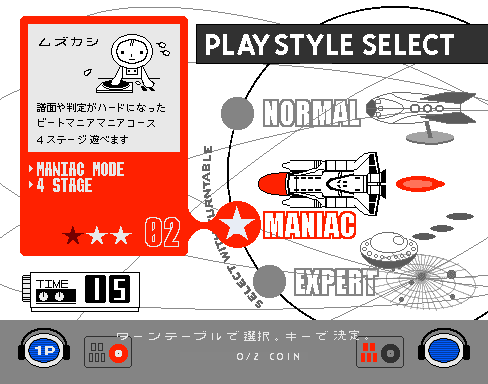 PLAY STYLE SELECT
ムズカシ
譜面や判定がハードになった
ビートマニアマニアコース
4ステージ遊べます
MANIAC MODE
4 STAGE
02
NORMAL
MANIAC
EXPERT
SELECT WITH TURNTABLE
TIME
05
ターンテーブルで選択。キーで決定。
1P
0/2 COIN